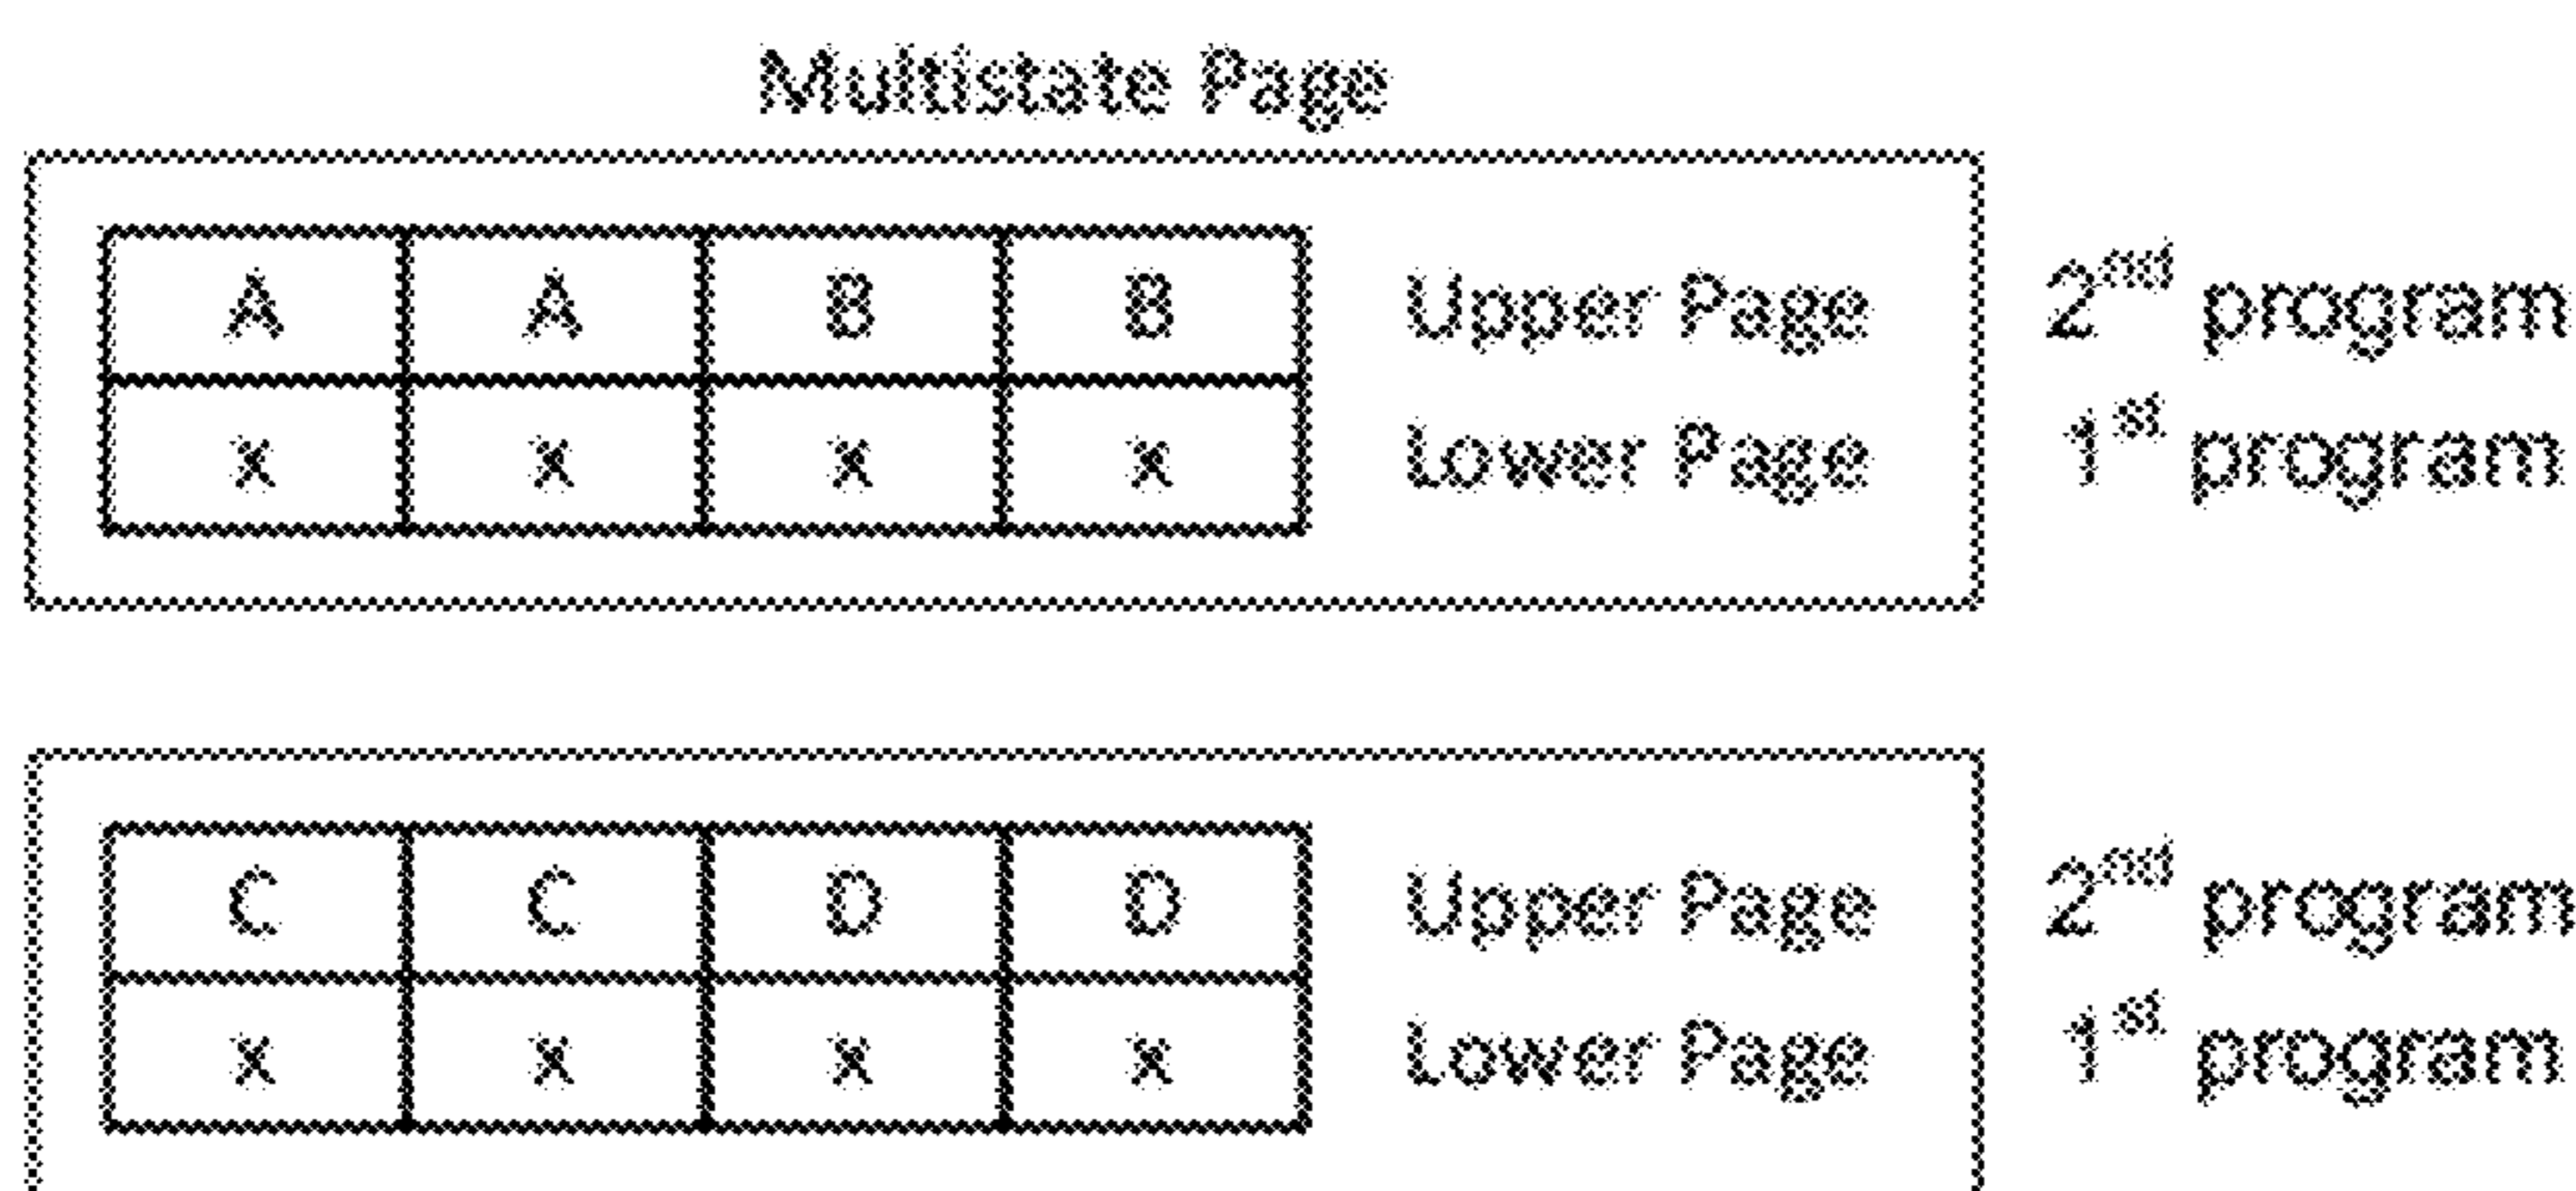 Multistate Page
A A B B Upper Page 2nd program
x x x x Lower Page 1st program
C C D D Upper Page 2nd program
x x x x Lower Page 1st program